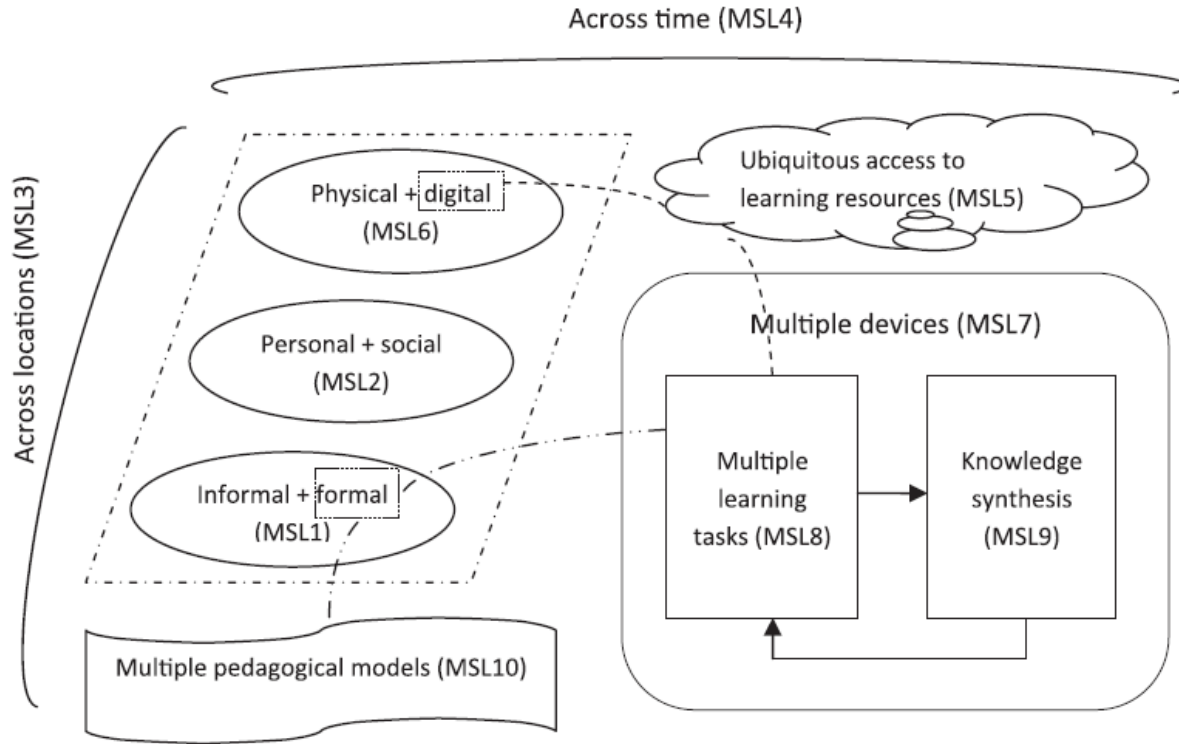 Across time (MSL4)
Across locations (MSL3)
Physical + digital
(MSL6)
Ubiquitous access to
learning resources (MSL5)
Personal + social
(MSL2)
Informal + formal
(MSL1)
Multiple pedagogical models (MSL10)
Multiple devices (MSL7)
Multiple
learning
tasks (MSL8)
Knowledge
synthesis
(MSL9)